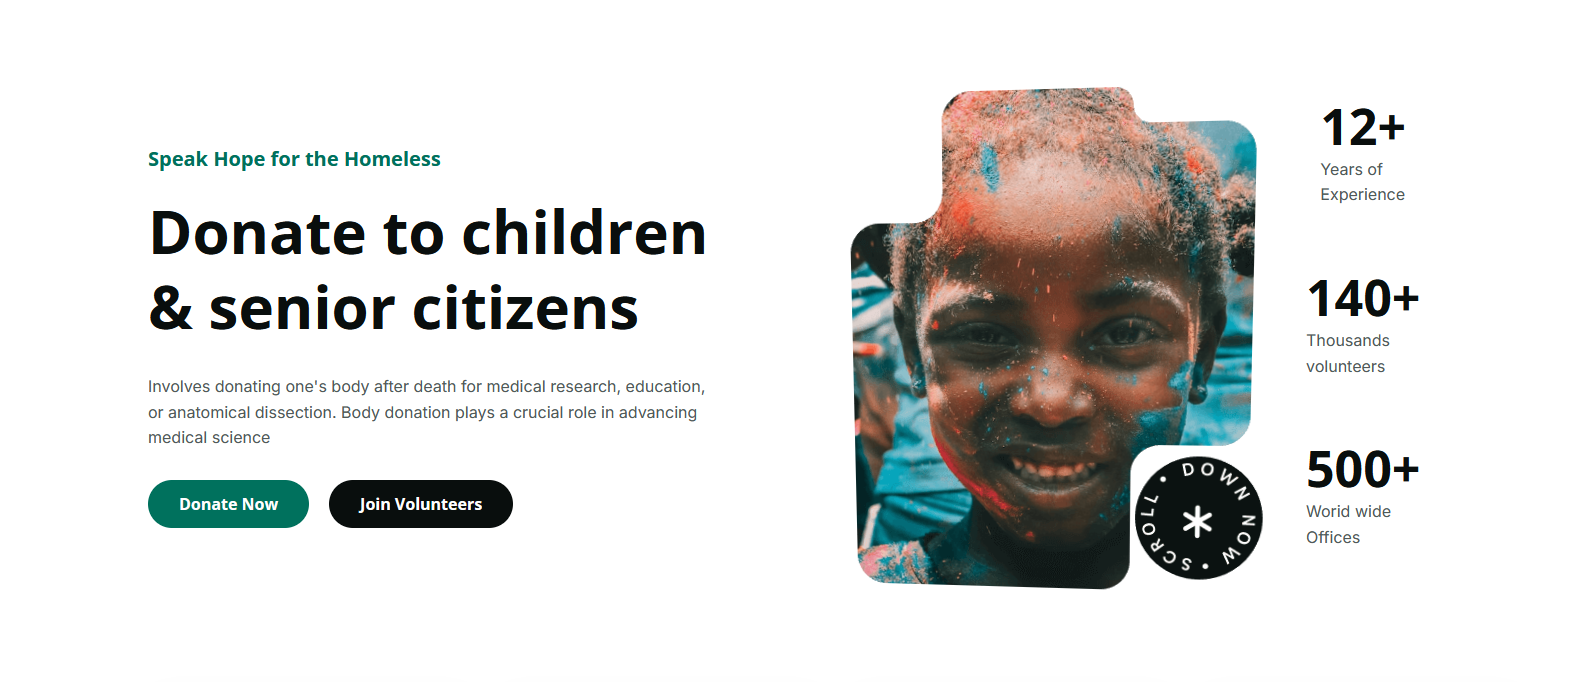 Speak Hope for the Homeless
Donate to children
& senior citizens
Involves donating one's body after death for medical research, education,
or anatomical dissection. Body donation plays a crucial role in advancing
medical science
Donate Now
Join Volunteers
SCROLL • DOWN NOW •
12+
Years of
Experience
140+
Thousands
volunteers
500+
Worid wide
Offices